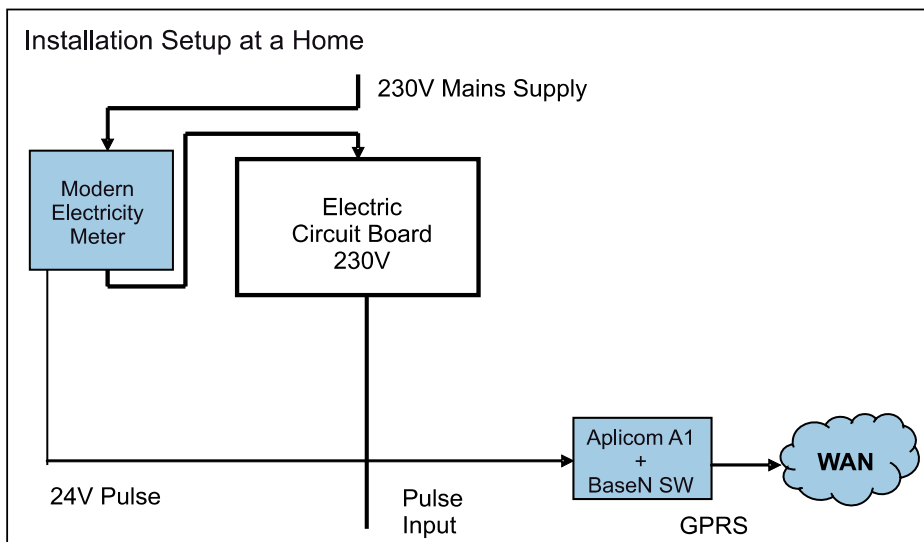 Installation Setup at a Home
230V Mains Supply
Modern
Electricity
Meter
Electric
Circuit Board
230V
Aplicom A1
+
BaseN SW
WAN
24V Pulse
Pulse
Input
GPRS